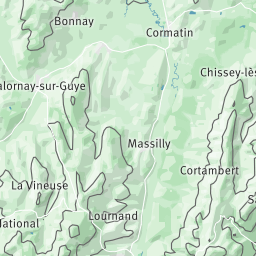 Bonnay
Cormatin
Chissey-lès
alornay-sur-Guye
Massilly
Cortambert
La Vineuse
Lournand
National